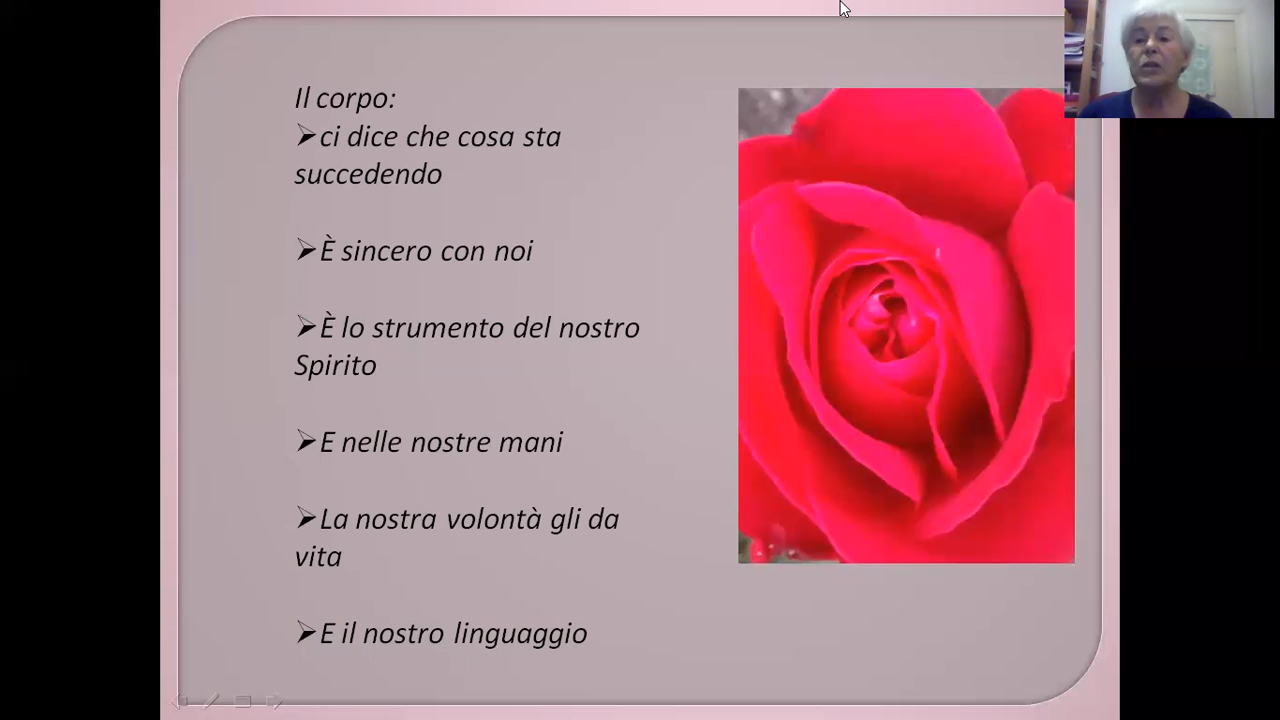 Il corpo:
➢ci dice che cosa sta
succedendo
➢È sincero con noi
➢È lo strumento del nostro
Spirito
➢E nelle nostre mani
➢La nostra volontà gli da
vita
➢E il nostro linguaggio